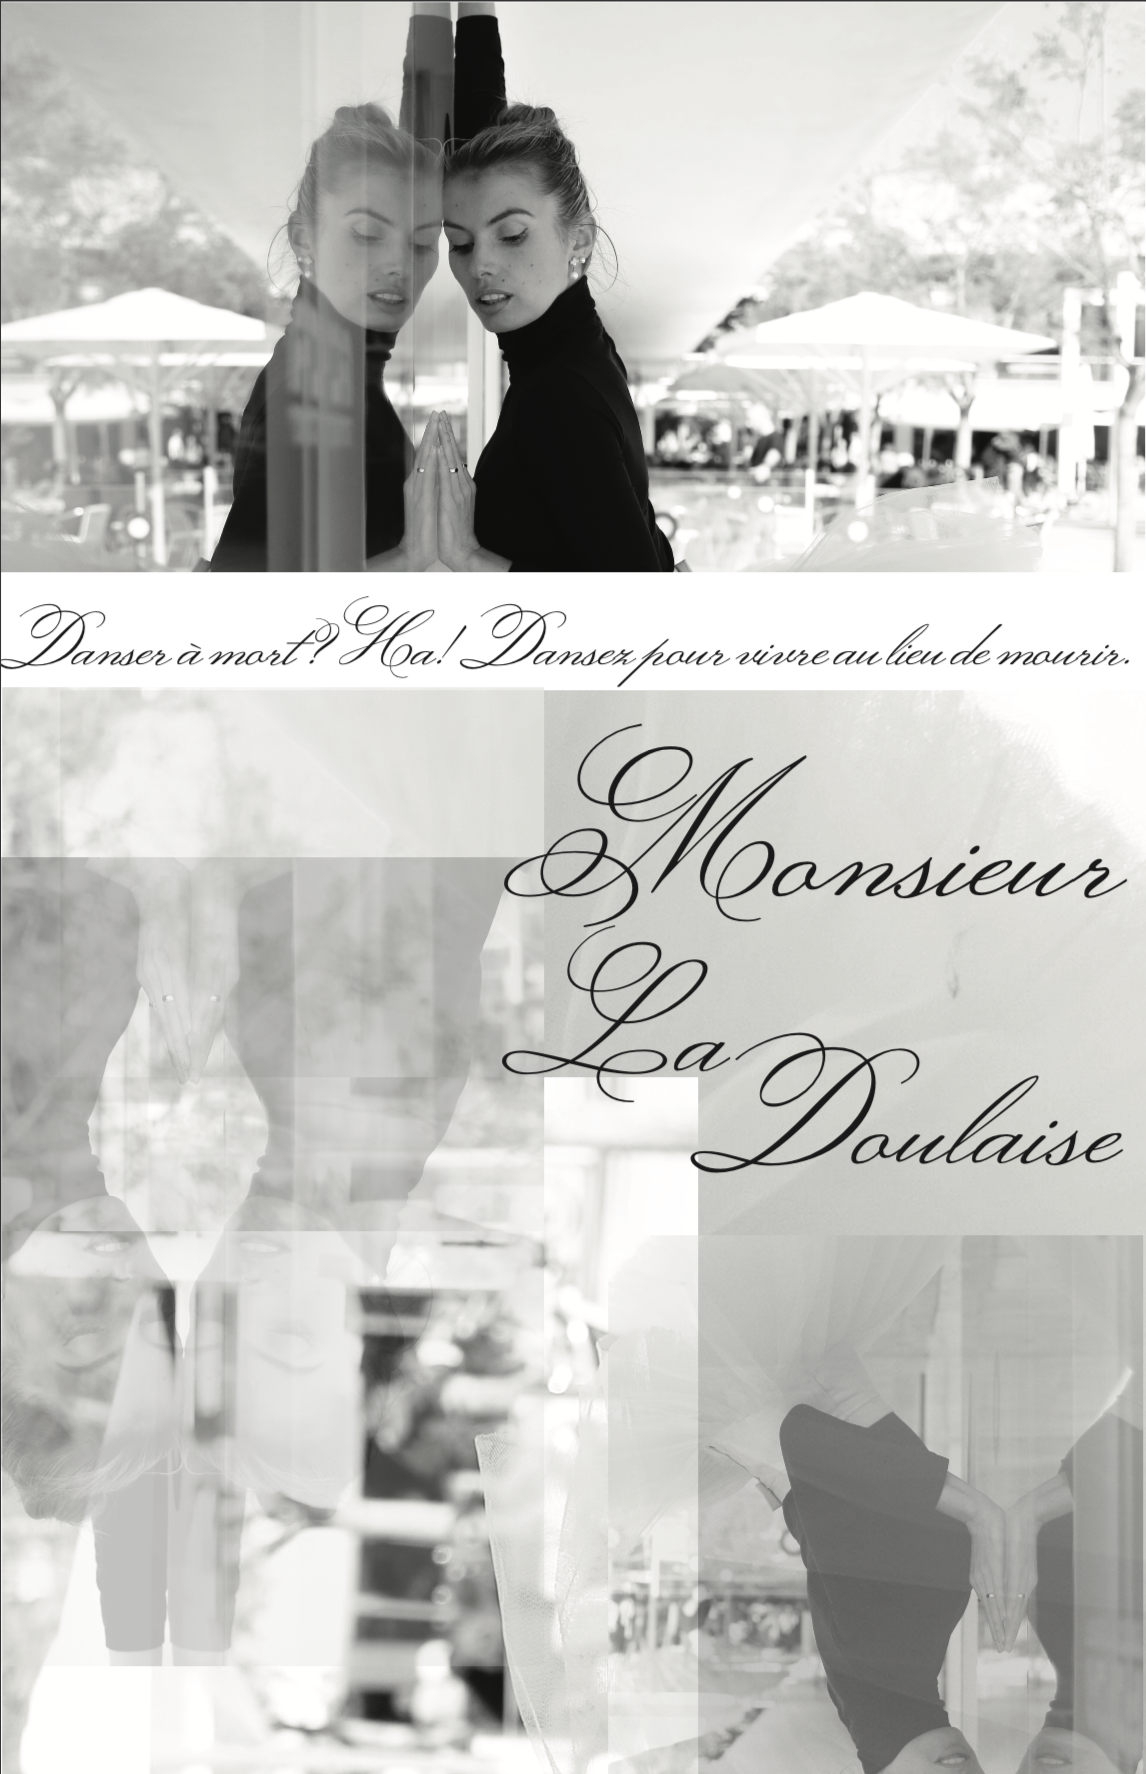 Danser à mort? Ha! Dansez pour vivre au lieu de mourir.
Monsieur
La
Doulaise